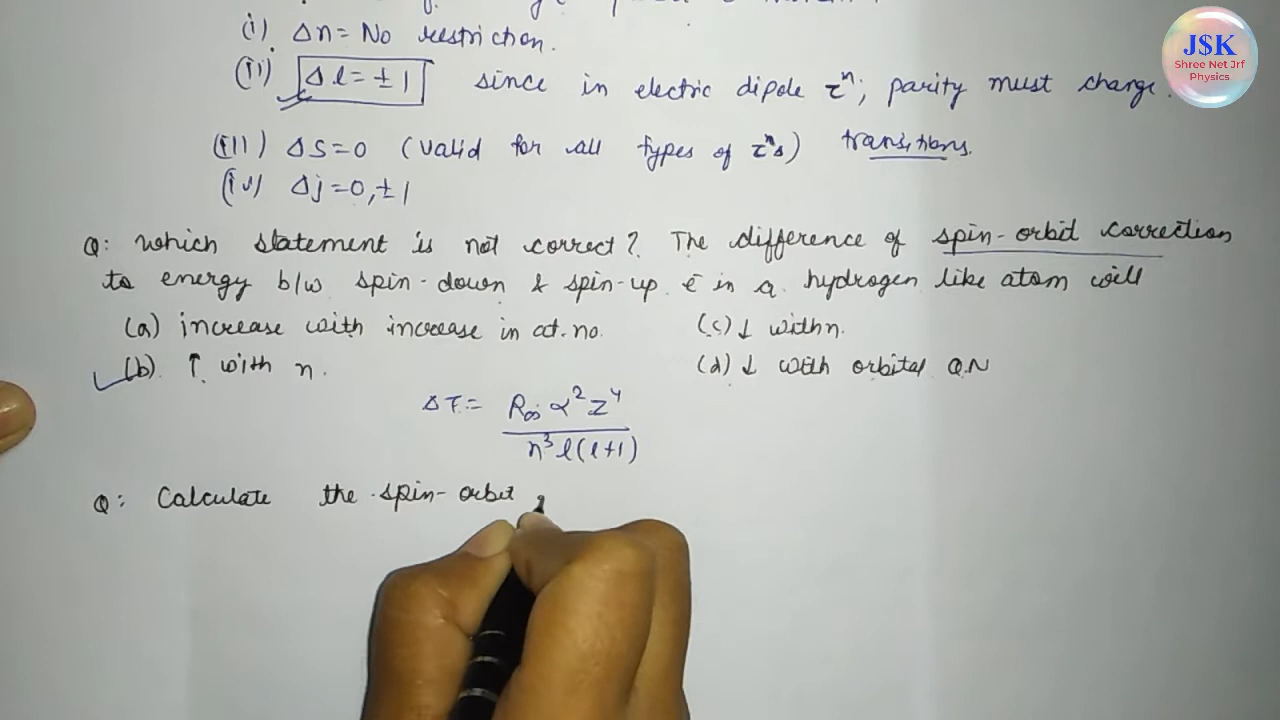 (i) Δn = No restriction.
(ii) Δl = ±1 since in electric dipole τⁿ; parity must change.
(iii) ΔS=0 (valid for all types of τⁿs) transitions.
(iv) Δj=0,±1
Q: which statement is not correct? The difference of spin-orbit correction
to energy b/w spin-down & spin-up e⁻ in a hydrogen like atom will
(a) increase with increase in at.no. (c) ↓ with n.
(b) ↑ with n. (d) ↓ with orbital Q.N
ΔT = R∞ α² Z⁴ / n³ l(l+1)
Q: Calculate the spin-orbit
JSK
Shree Net Jrf
Physics